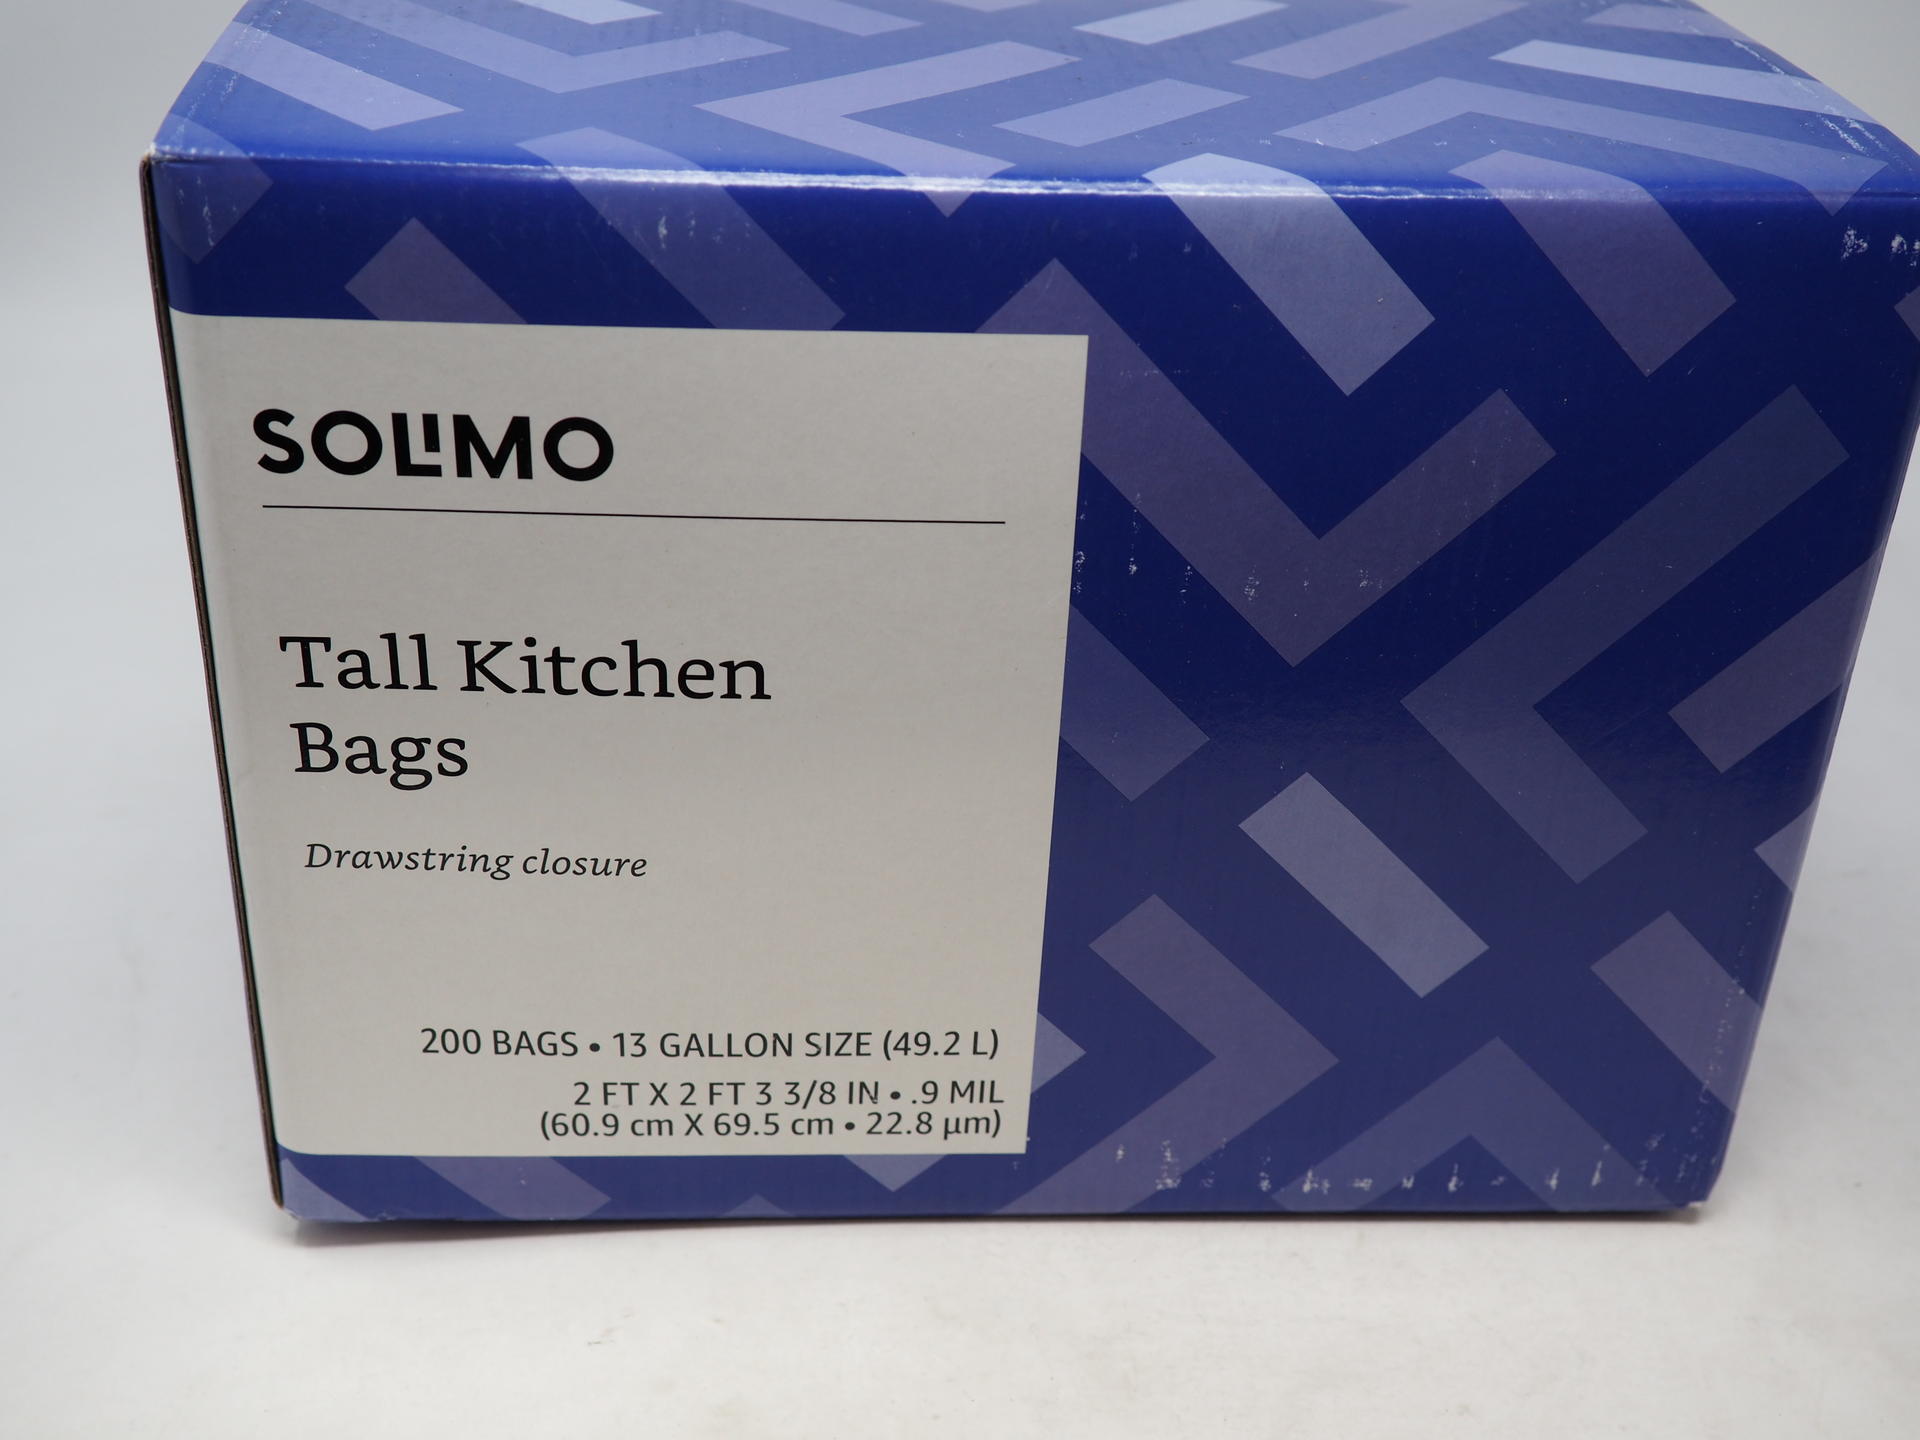 SOLIMO
Tall Kitchen
Bags
Drawstring closure
200 BAGS • 13 GALLON SIZE (49.2 L)
2 FT X 2 FT 3 3/8 IN • .9 MIL
(60.9 cm X 69.5 cm • 22.8 µm)